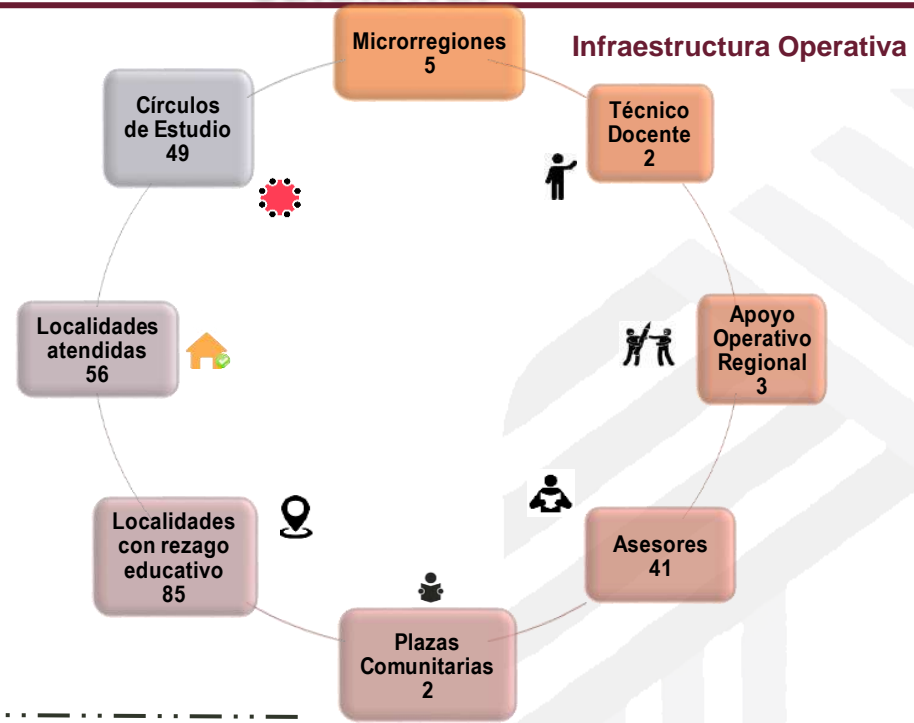 Infraestructura Operativa
Microrregiones
5
Técnico
Docente
2
Apoyo
Operativo
Regional
3
Asesores
41
Plazas
Comunitarias
2
Localidades
con rezago
educativo
85
Localidades
atendidas
56
Círculos
de Estudio
49